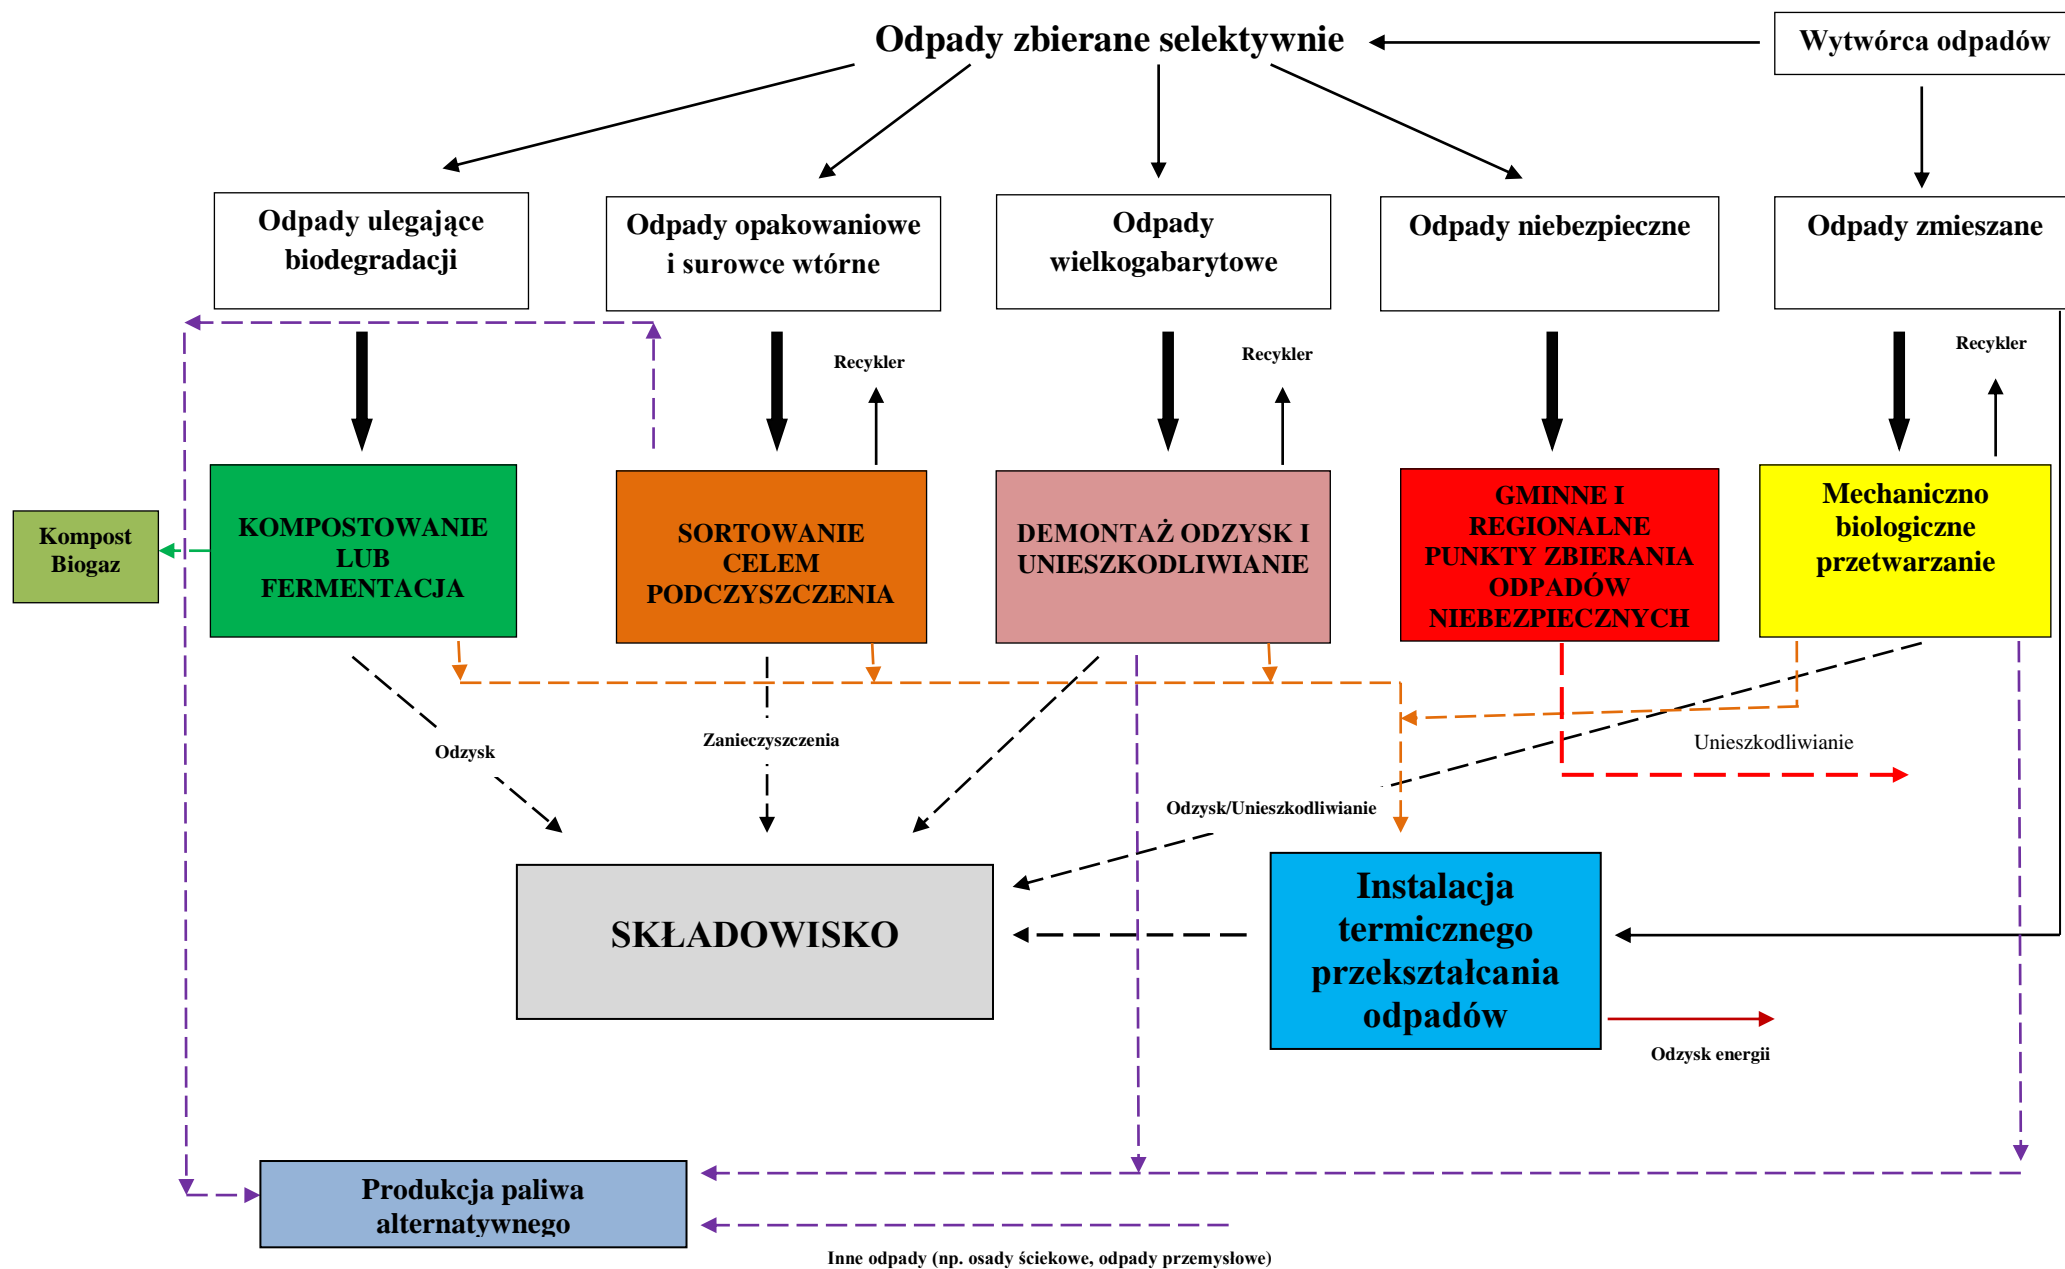 Odpady zbierane selektywnie
Wytwórca odpadów
Odpady ulegające
biodegradacji
Odpady opakowaniowe
i surowce wtórne
Odpady
wielkogabarytowe
Odpady niebezpieczne
Odpady zmieszane
Recykler
Recykler
Recykler
Kompost
Biogaz
KOMPOSTOWANIE
LUB
FERMENTACJA
SORTOWANIE
CELEM
PODCZYSZCZENIA
DEMONTAŻ ODZYSK I
UNIESZKODLIWIANIE
GMINNE I
REGIONALNE
PUNKTY ZBIERANIA
ODPADÓW
NIEBEZPIECZNYCH
Mechaniczno
biologiczne
przetwarzanie
Odzysk
Zanieczyszczenia
Unieszkodliwianie
Odzysk/Unieszkodliwianie
SKŁADOWISKO
Instalacja
termicznego
przekształcania
odpadów
Odzysk energii
Produkcja paliwa
alternatywnego
Inne odpady (np. osady ściekowe, odpady przemysłowe)